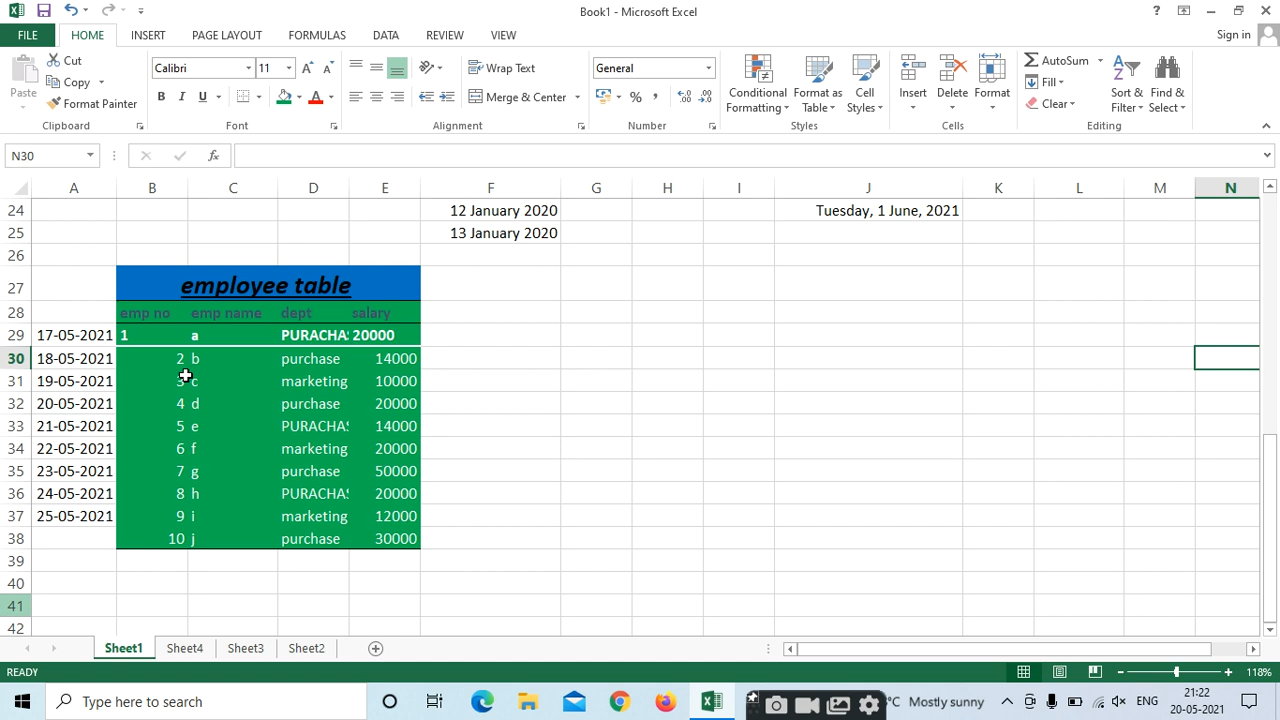 Book1 - Microsoft Excel
? Sign in
FILE HOME INSERT PAGE LAYOUT FORMULAS DATA REVIEW VIEW
Paste Cut Copy Format Painter
Calibri 11 B I U A
Wrap Text Merge & Center
General % ,
Conditional Formatting Format as Table Cell Styles
Insert Delete Format
AutoSum Fill Clear Sort & Filter Find & Select
Clipboard Font Alignment Number Styles Cells Editing
N30 fx
A B C D E F G H I J K L M N
24 12 January 2020 Tuesday, 1 June, 2021
25 13 January 2020
26
27 employee table
28 emp no emp name dept salary
29 17-05-2021 1 a PURACHA 20000
30 18-05-2021 2 b purchase 14000
31 19-05-2021 3 c marketing 10000
32 20-05-2021 4 d purchase 20000
33 21-05-2021 5 e PURACHA 14000
34 22-05-2021 6 f marketing 20000
35 23-05-2021 7 g purchase 50000
36 24-05-2021 8 h PURACHA 20000
37 25-05-2021 9 i marketing 12000
38 10 j purchase 30000
39
40
41
42
Sheet1 Sheet4 Sheet3 Sheet2
READY 118%
Type here to search
C Mostly sunny ENG 21:22
20-05-2021